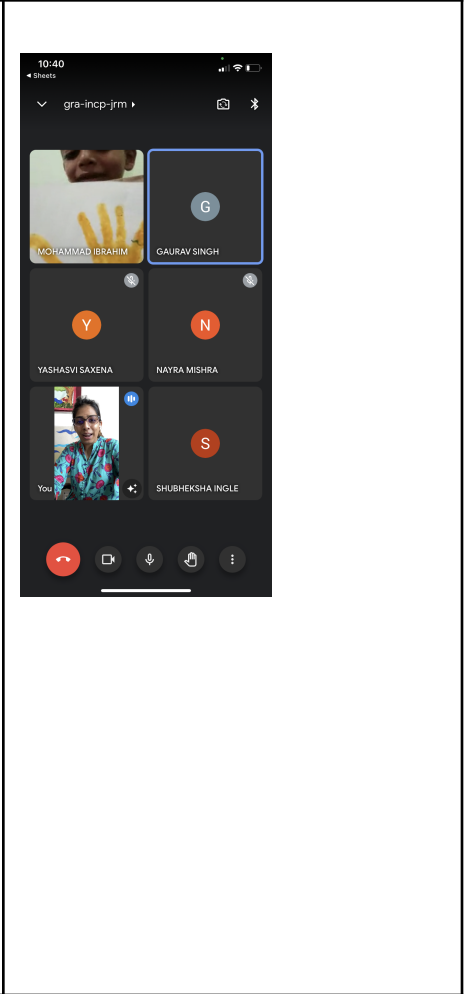 10:40
Sheets
gra-incp-jrm
G
MOHAMMAD IBRAHIM
GAURAV SINGH
Y
N
YASHASVI SAXENA
NAYRA MISHRA
S
You
SHUBHEKSHA INGLE